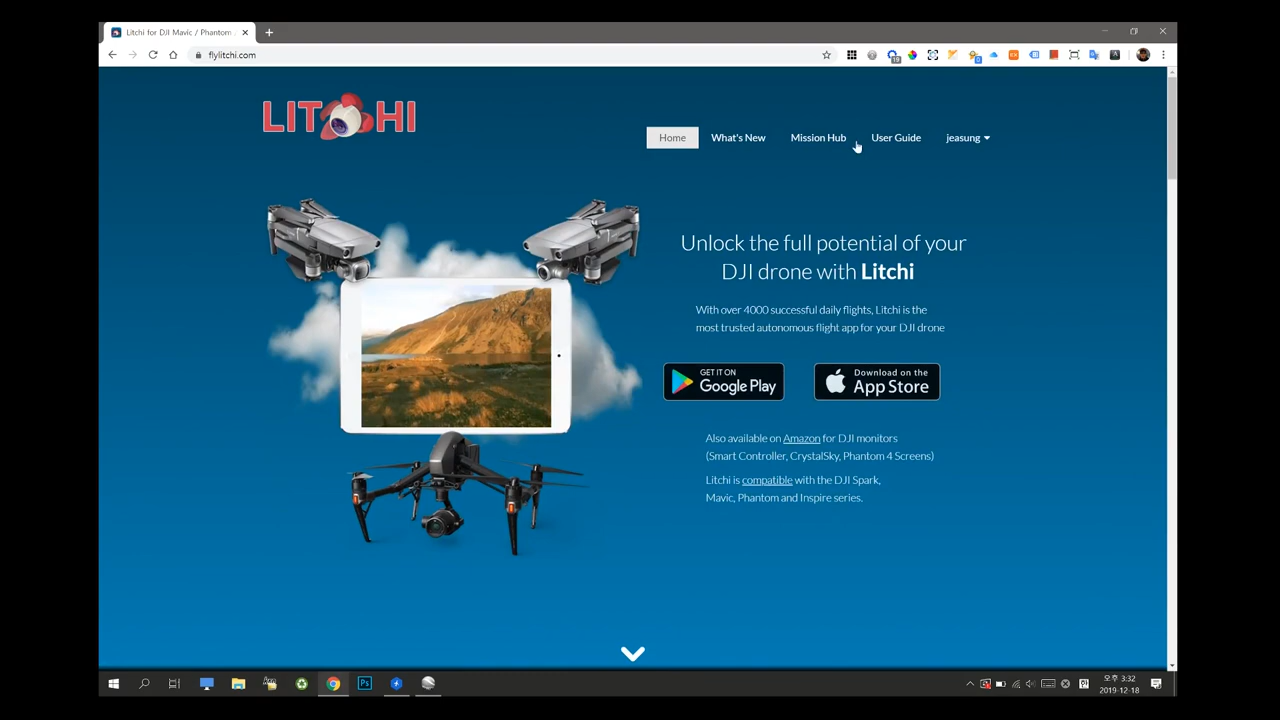 Litchi for DJI Mavic / Phantom
flylitchi.com
LITCHI
Home
What's New
Mission Hub
User Guide
jeasung
Unlock the full potential of your
DJI drone with Litchi
With over 4000 successful daily flights, Litchi is the
most trusted autonomous flight app for your DJI drone
GET IT ON
Google Play
Download on the
App Store
Also available on Amazon for DJI monitors
(Smart Controller, CrystalSky, Phantom 4 Screens)
Litchi is compatible with the DJI Spark,
Mavic, Phantom and Inspire series.
Ps
오후 3:32
2019-12-18